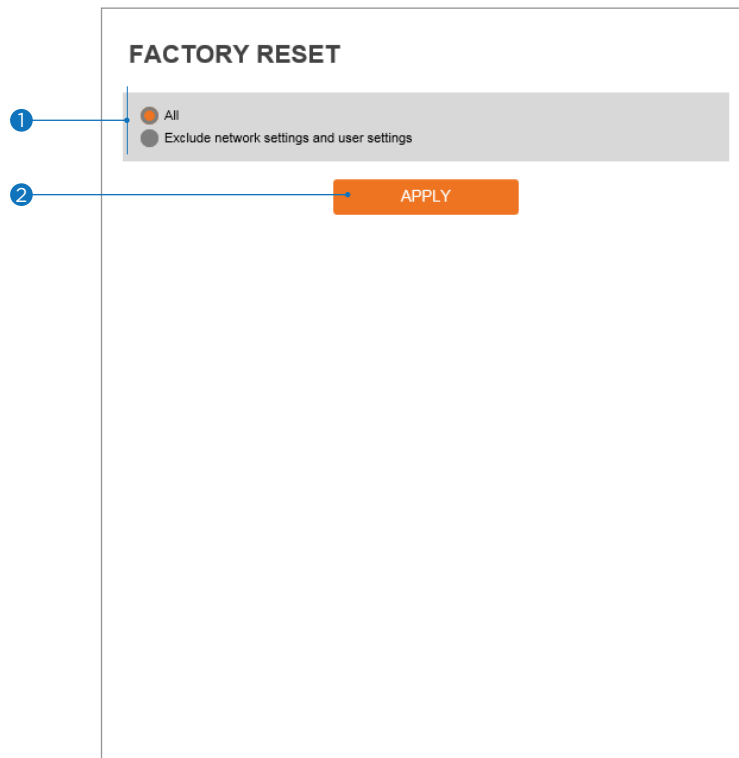 FACTORY RESET
1
All
Exclude network settings and user settings
2
APPLY